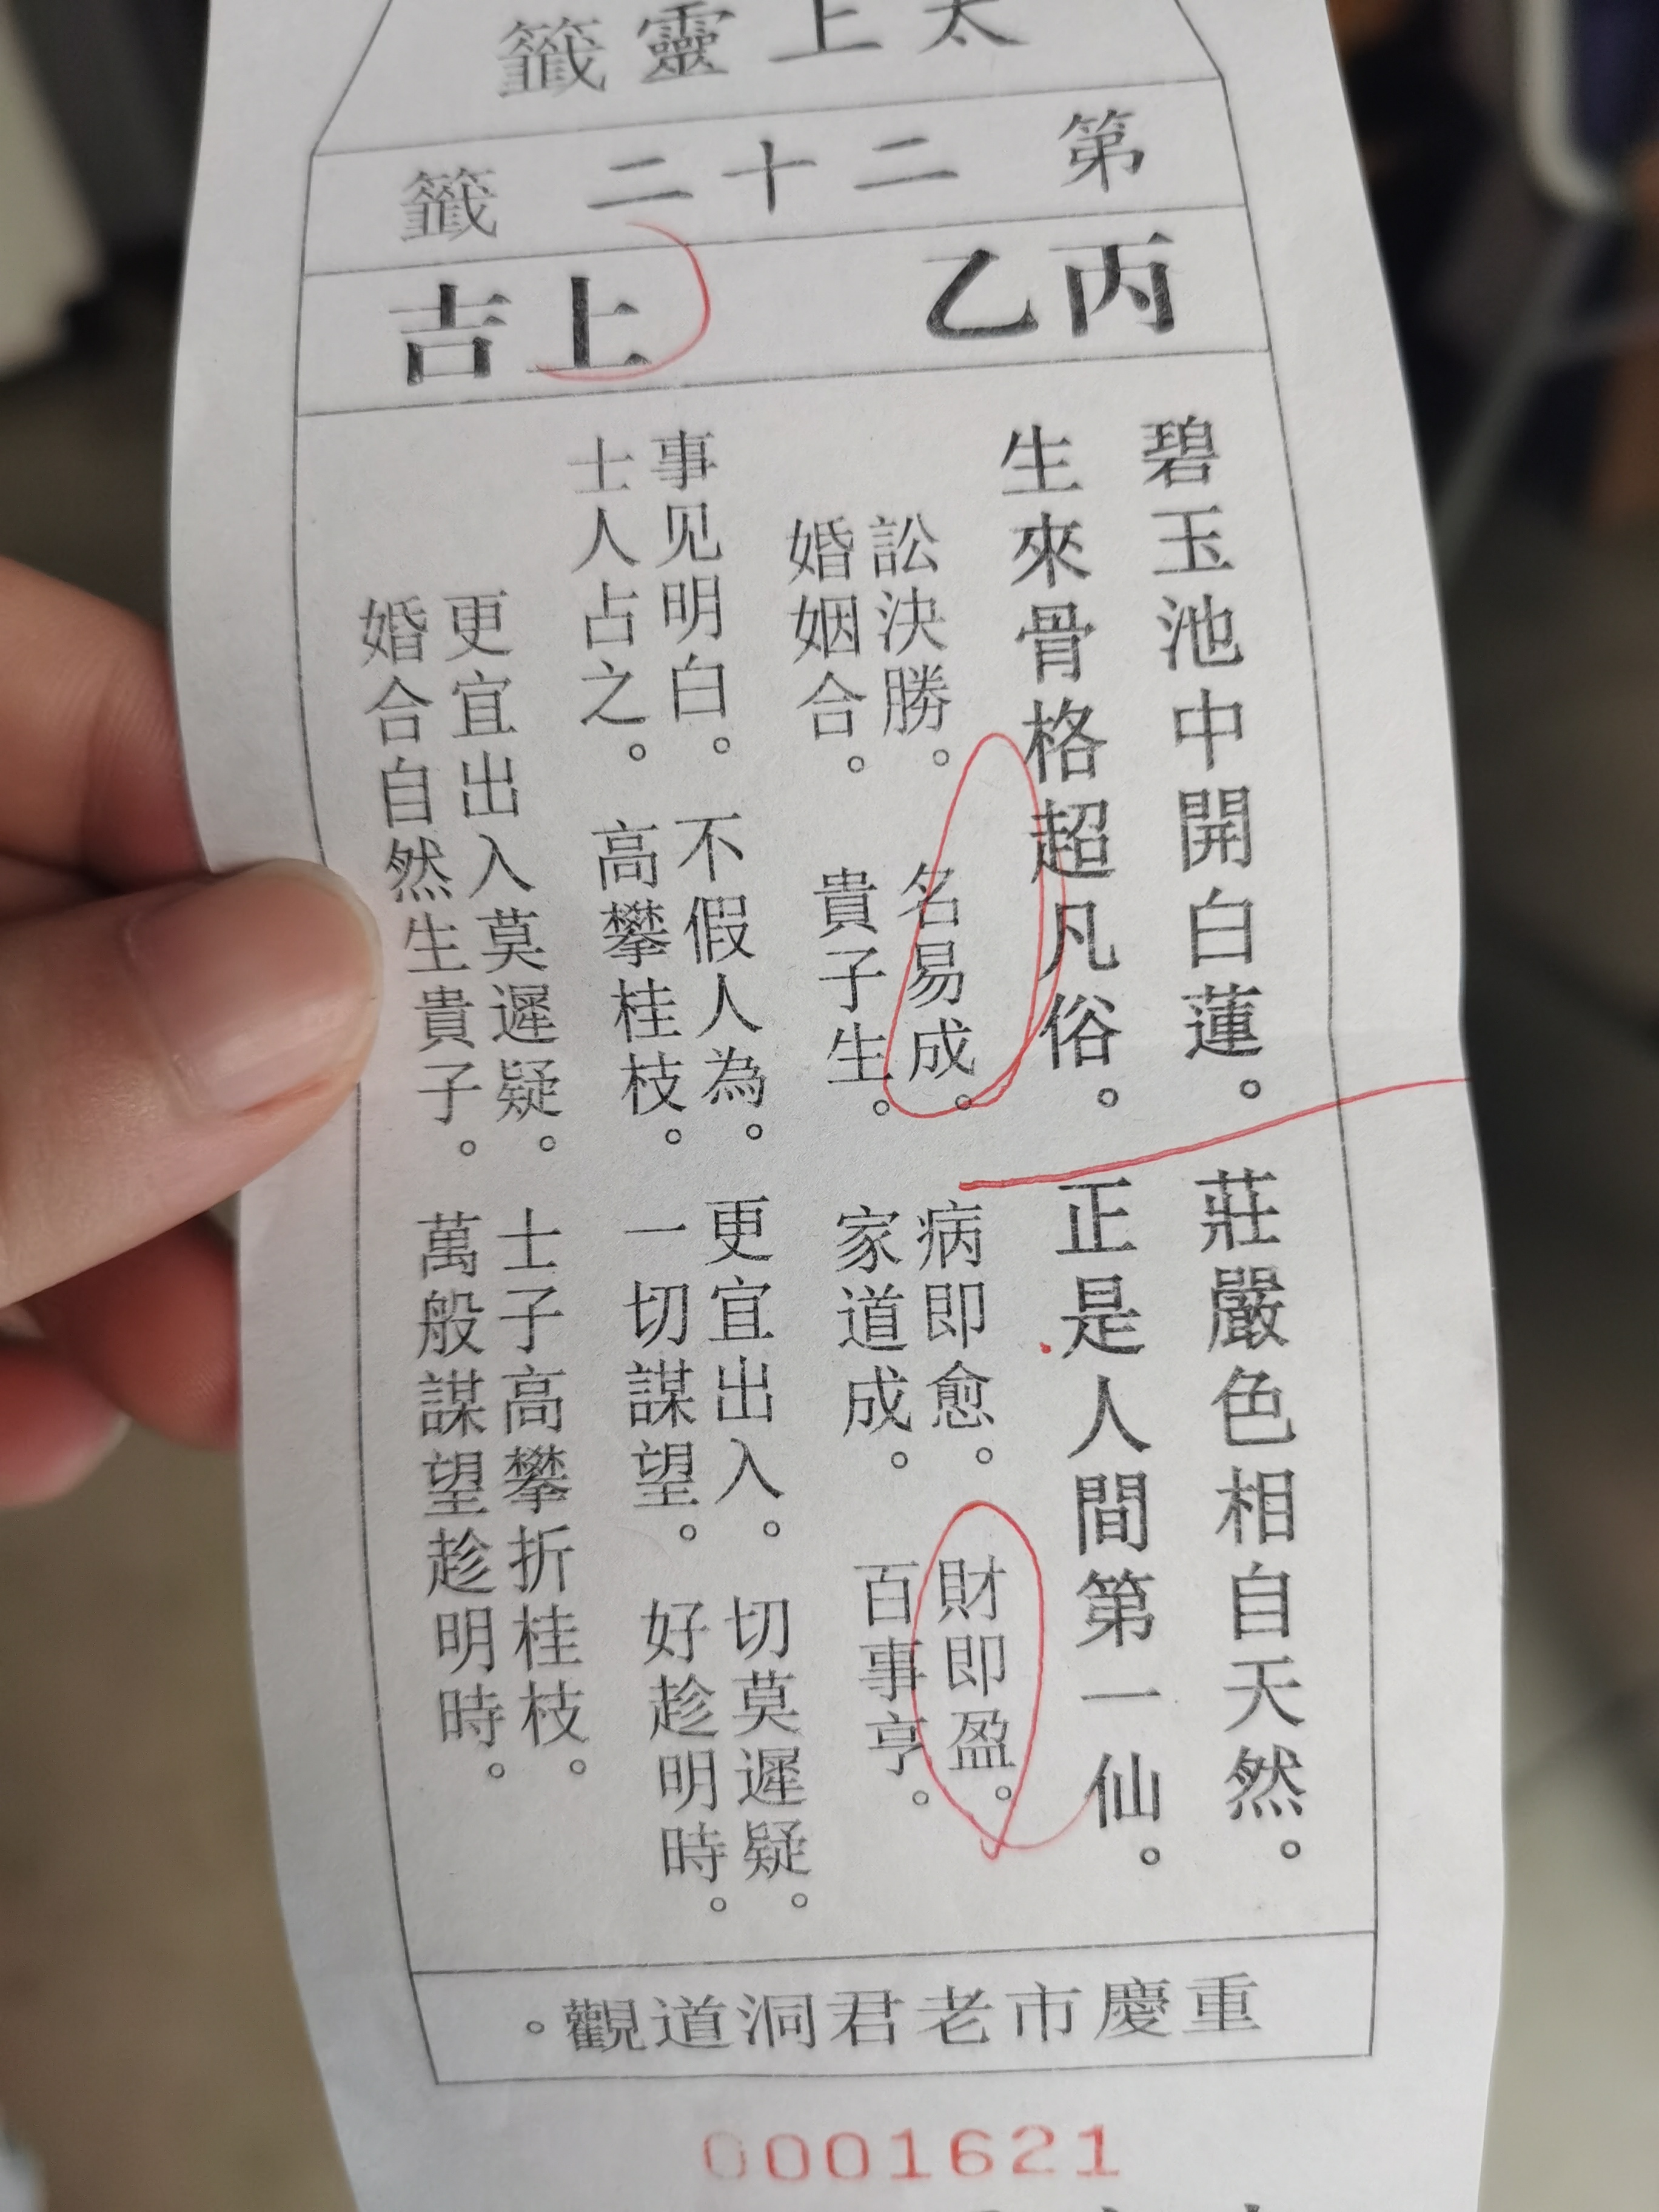 太上靈籤
第二十二籤
丙乙 上吉
碧玉池中開白蓮。莊嚴色相自天然。
生來骨格超凡俗。正是人間第一仙。
訟決勝。名易成。病即愈。財即盈。
婚姻合。貴子生。家道成。百事亨。
事见明白。不假人為。更宜出入。切莫遲疑。
士人占之。高攀桂枝。一切謀望。好趁明時。
更宜出入莫遲疑。士子高攀折桂枝。
婚合自然生貴子。萬般謀望趁明時。
重慶市老君洞道觀。
0001621